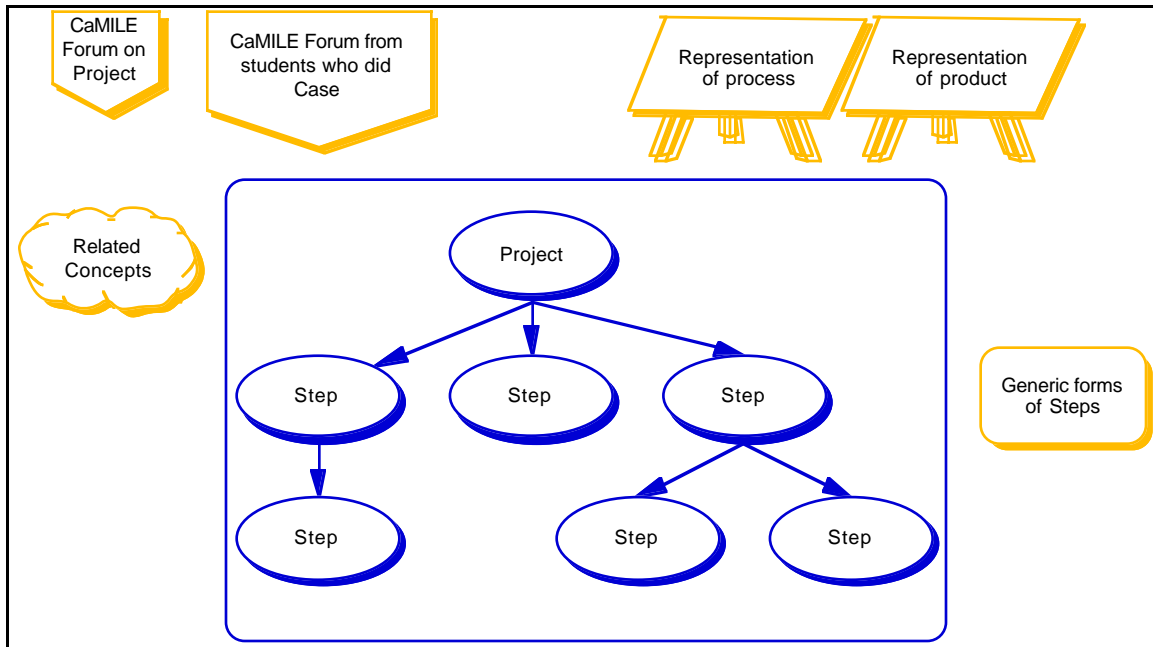 CaMILE
Forum on
Project
CaMILE Forum from
students who did
Case
Representation
of process
Representation
of product
Related
Concepts
Project
Step
Step
Step
Generic forms
of Steps
Step
Step
Step